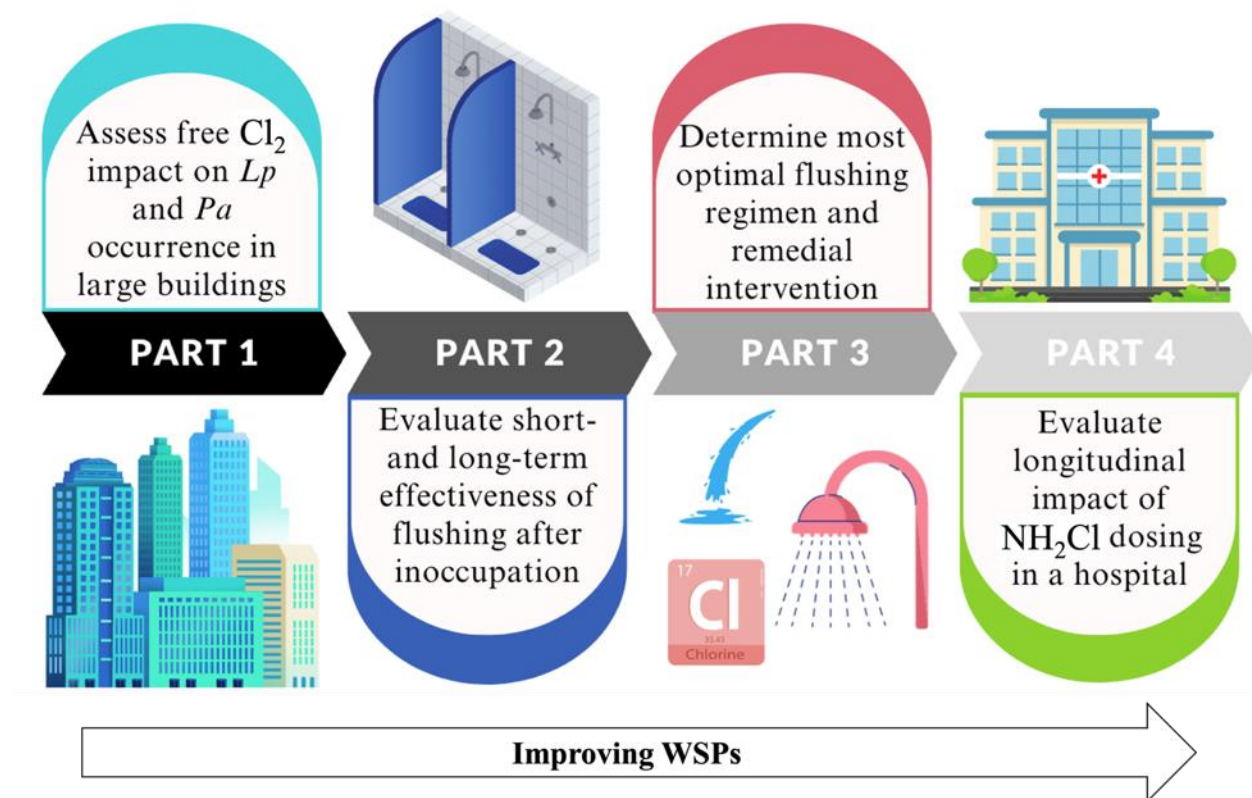 Assess free Cl₂
impact on Lp
and Pa
occurrence in
large buildings
PART 1
PART 2
Evaluate short-
and long-term
effectiveness of
flushing after
inoccupation
Determine most
optimal flushing
regimen and
remedial
intervention
PART 3
17
Cl
Chlorine
PART 4
Evaluate
longitudinal
impact of
NH₂Cl dosing
in a hospital
Improving WSPs